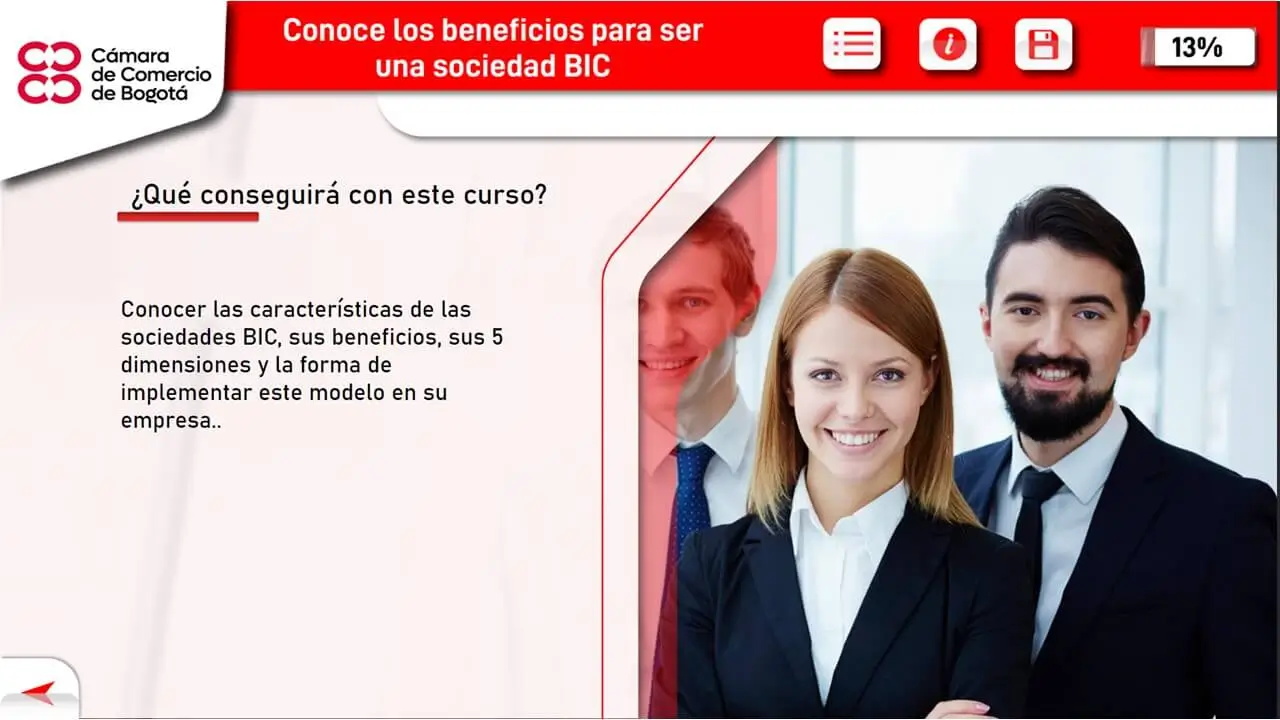 Cámara
de Comercio
de Bogotá
Conoce los beneficios para ser
una sociedad BIC
13%
¿Qué conseguirá con este curso?
Conocer las características de las
sociedades BIC, sus beneficios, sus 5
dimensiones y la forma de
implementar este modelo en su
empresa..